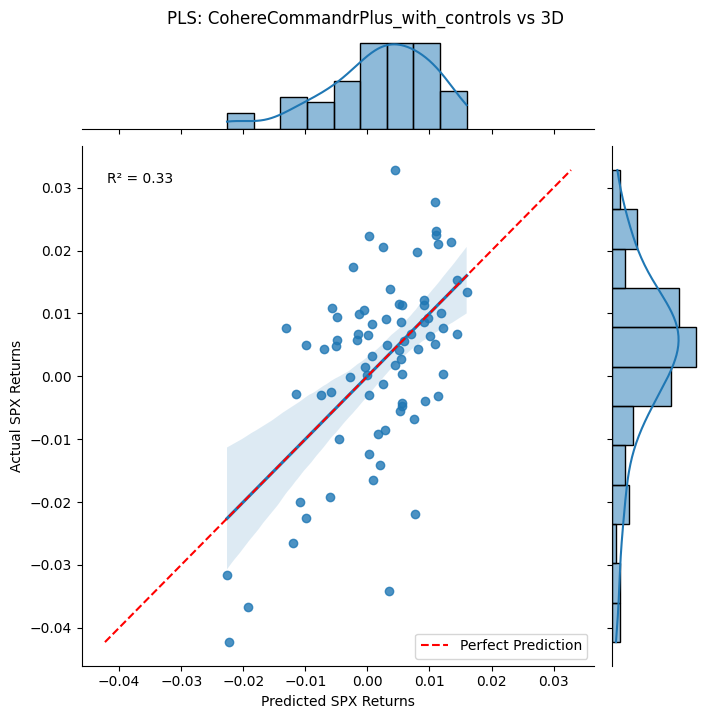 PLS: CohereCommandrPlus_with_controls vs 3D
R² = 0.33
0.03
0.02
0.01
0.00
−0.01
−0.02
−0.03
−0.04
Actual SPX Returns
Perfect Prediction
−0.04 −0.03 −0.02 −0.01 0.00 0.01 0.02 0.03
Predicted SPX Returns